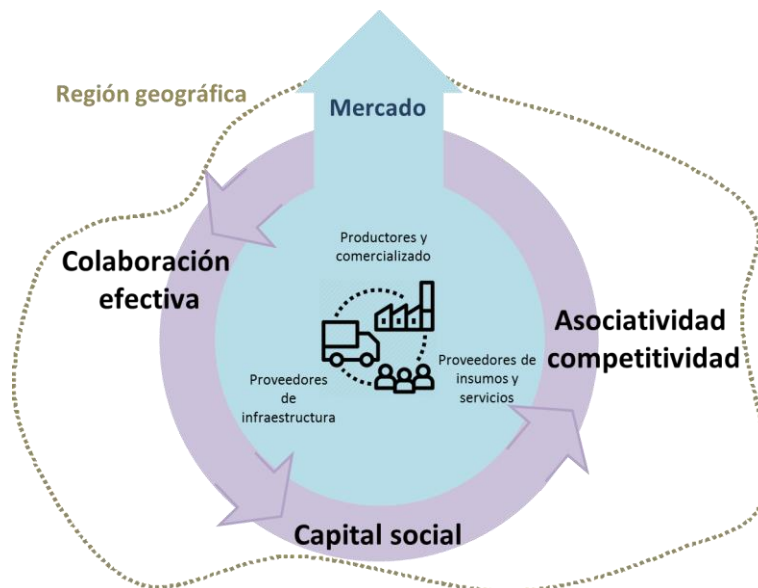 Región geográfica
Mercado
Productores y
comercializado
Colaboración
efectiva
Asociatividad
competitividad
Proveedores de
insumos y
servicios
Proveedores
de
infraestructura
Capital social